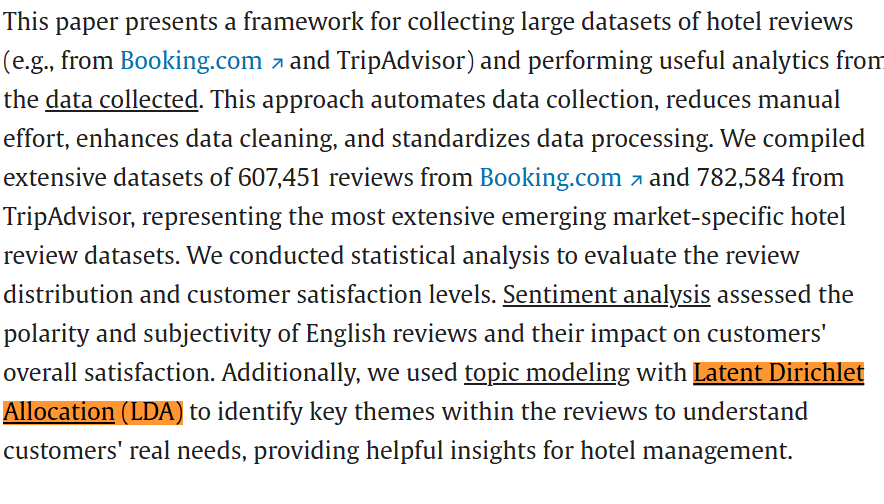 This paper presents a framework for collecting large datasets of hotel reviews
(e.g., from Booking.com ↗ and TripAdvisor) and performing useful analytics from
the data collected. This approach automates data collection, reduces manual
effort, enhances data cleaning, and standardizes data processing. We compiled
extensive datasets of 607,451 reviews from Booking.com ↗ and 782,584 from
TripAdvisor, representing the most extensive emerging market-specific hotel
review datasets. We conducted statistical analysis to evaluate the review
distribution and customer satisfaction levels. Sentiment analysis assessed the
polarity and subjectivity of English reviews and their impact on customers'
overall satisfaction. Additionally, we used topic modeling with Latent Dirichlet
Allocation (LDA) to identify key themes within the reviews to understand
customers' real needs, providing helpful insights for hotel management.